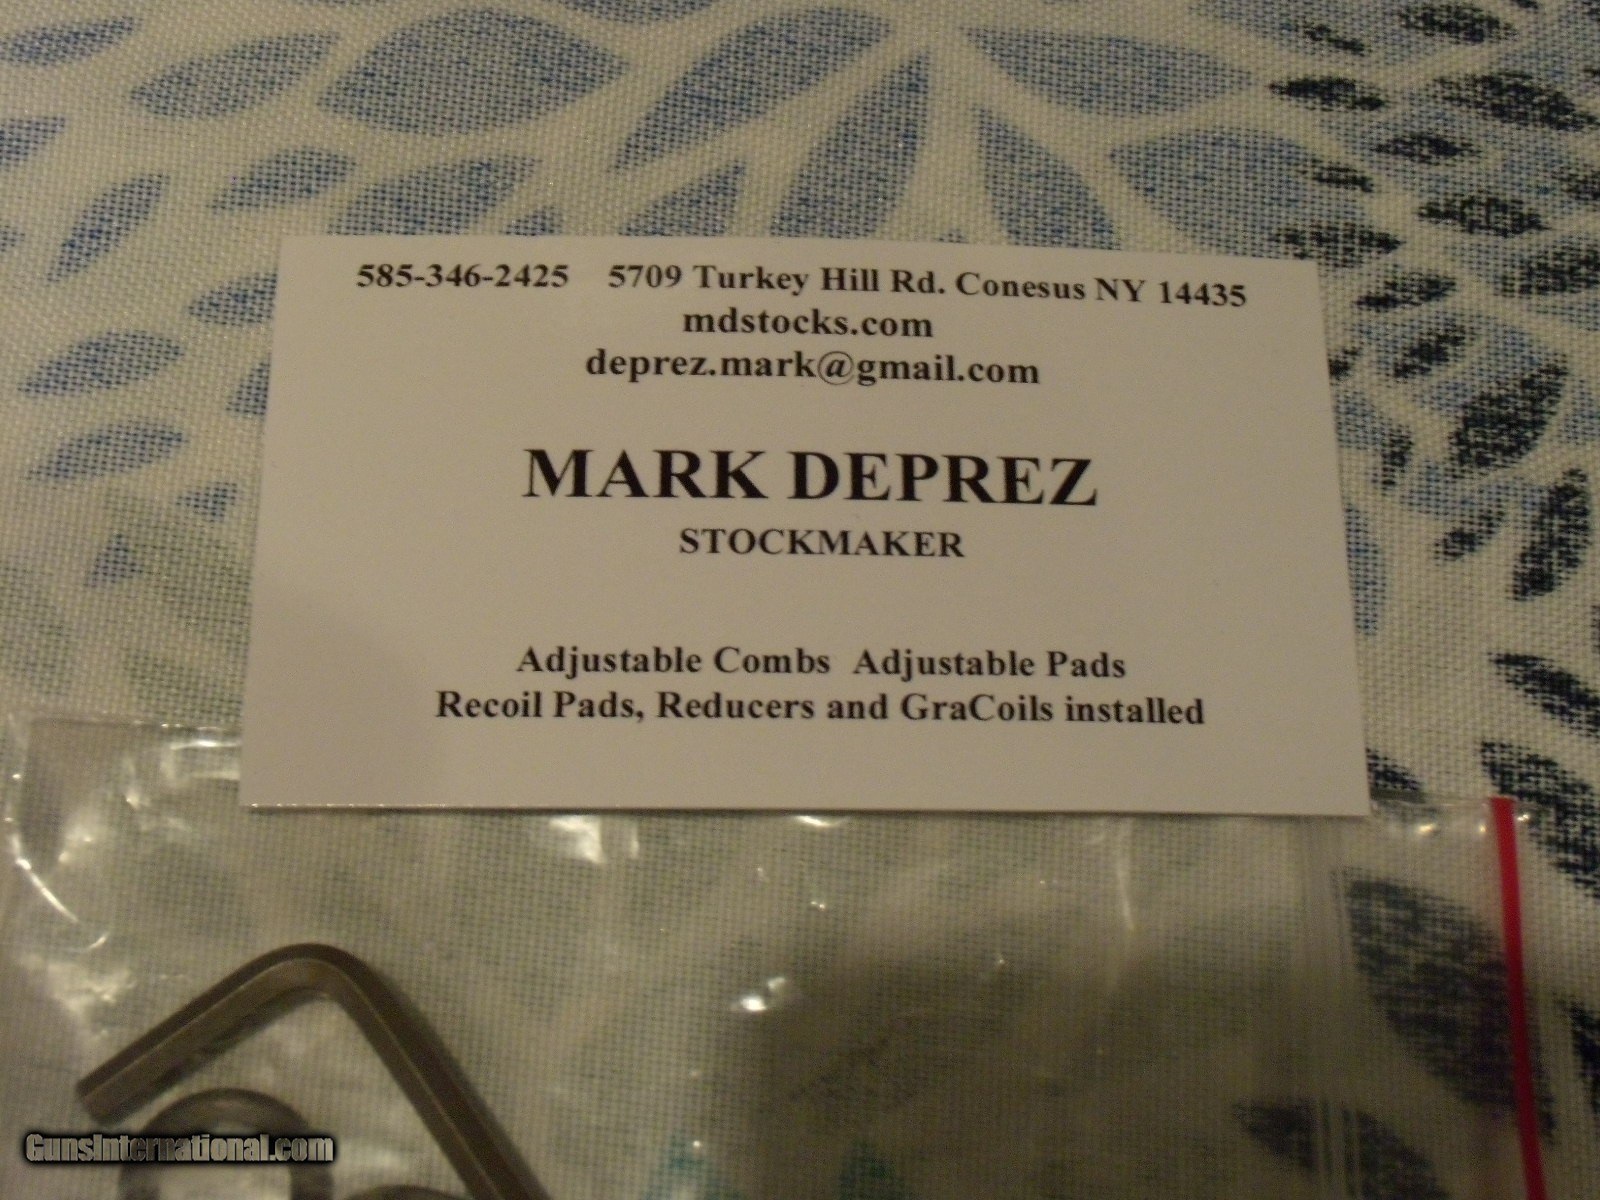 585-346-2425 5709 Turkey Hill Rd. Conesus NY 14435
mdstocks.com
deprez.mark@gmail.com
MARK DEPREZ
STOCKMAKER
Adjustable Combs Adjustable Pads
Recoil Pads, Reducers and GraCoils installed
GunsInternational.com